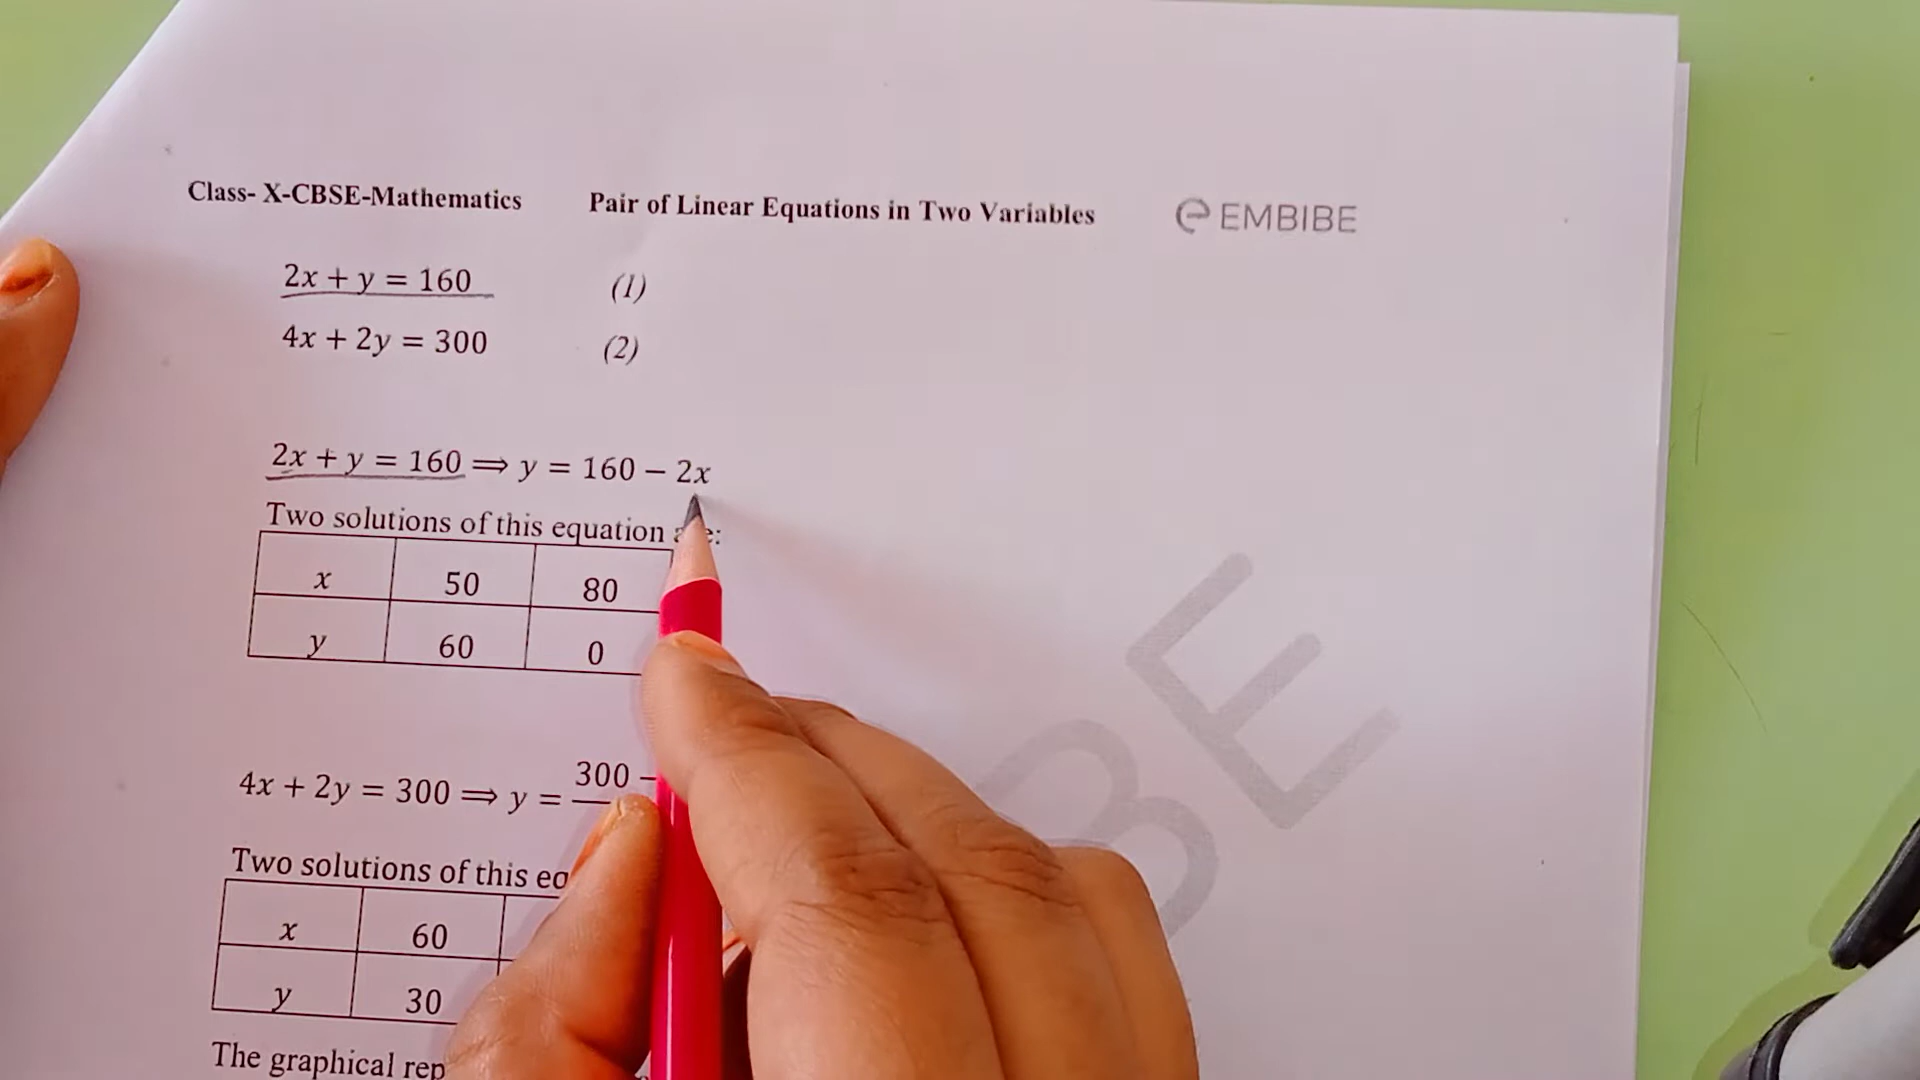 Class- X-CBSE-Mathematics Pair of Linear Equations in Two Variables EMBIBE
2x + y = 160 (1)
4x + 2y = 300 (2)
2x + y = 160 ⟹ y = 160 − 2x
Two solutions of this equation
x 50 80
y 60 0
4x + 2y = 300 ⟹ y = 300 −
Two solutions of this
x 60
y 30
The graphical
BE